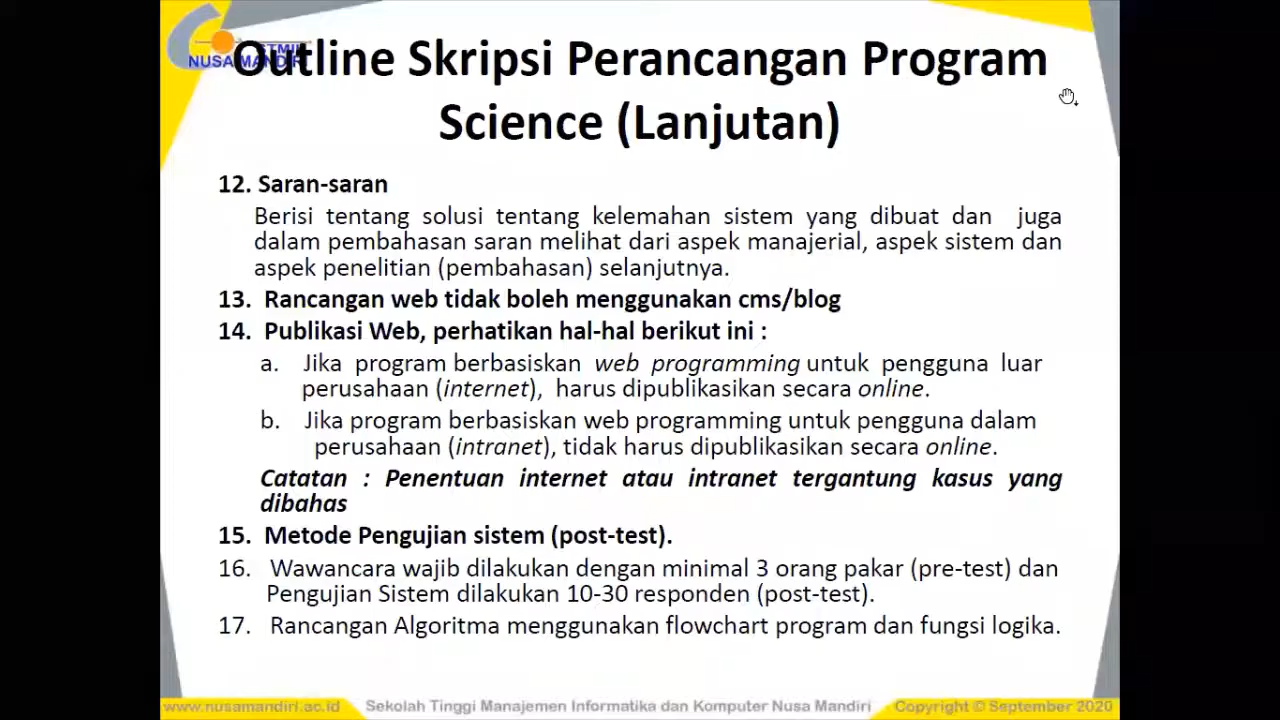 STMIK
NUSA MANDIRI
Outline Skripsi Perancangan Program
Science (Lanjutan)
12. Saran-saran
Berisi tentang solusi tentang kelemahan sistem yang dibuat dan juga
dalam pembahasan saran melihat dari aspek manajerial, aspek sistem dan
aspek penelitian (pembahasan) selanjutnya.
13. Rancangan web tidak boleh menggunakan cms/blog
14. Publikasi Web, perhatikan hal-hal berikut ini :
a. Jika program berbasiskan web programming untuk pengguna luar
perusahaan (internet), harus dipublikasikan secara online.
b. Jika program berbasiskan web programming untuk pengguna dalam
perusahaan (intranet), tidak harus dipublikasikan secara online.
Catatan : Penentuan internet atau intranet tergantung kasus yang
dibahas
15. Metode Pengujian sistem (post-test).
16. Wawancara wajib dilakukan dengan minimal 3 orang pakar (pre-test) dan
Pengujian Sistem dilakukan 10-30 responden (post-test).
17. Rancangan Algoritma menggunakan flowchart program dan fungsi logika.
www.nusamandiri.ac.id Sekolah Tinggi Manajemen Informatika dan Komputer Nusa Mandiri Copyright © September 2020